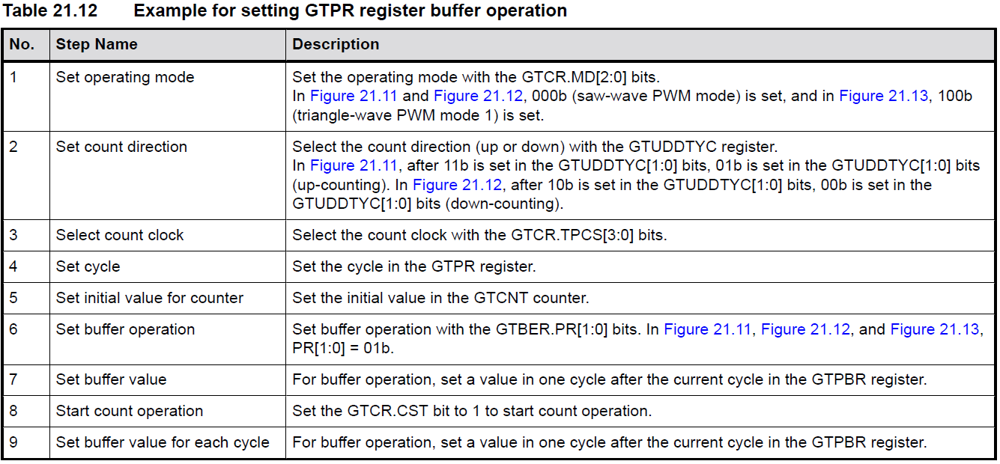 Table 21.12 Example for setting GTPR register buffer operation
No. Step Name Description
1 Set operating mode Set the operating mode with the GTCR.MD[2:0] bits.
In Figure 21.11 and Figure 21.12, 000b (saw-wave PWM mode) is set, and in Figure 21.13, 100b
(triangle-wave PWM mode 1) is set.
2 Set count direction Select the count direction (up or down) with the GTUDDTYC register.
In Figure 21.11, after 11b is set in the GTUDDTYC[1:0] bits, 01b is set in the GTUDDTYC[1:0] bits
(up-counting). In Figure 21.12, after 10b is set in the GTUDDTYC[1:0] bits, 00b is set in the
GTUDDTYC[1:0] bits (down-counting).
3 Select count clock Select the count clock with the GTCR.TPCS[3:0] bits.
4 Set cycle Set the cycle in the GTPR register.
5 Set initial value for counter Set the initial value in the GTCNT counter.
6 Set buffer operation Set buffer operation with the GTBER.PR[1:0] bits. In Figure 21.11, Figure 21.12, and Figure 21.13,
PR[1:0] = 01b.
7 Set buffer value For buffer operation, set a value in one cycle after the current cycle in the GTPBR register.
8 Start count operation Set the GTCR.CST bit to 1 to start count operation.
9 Set buffer value for each cycle For buffer operation, set a value in one cycle after the current cycle in the GTPBR register.